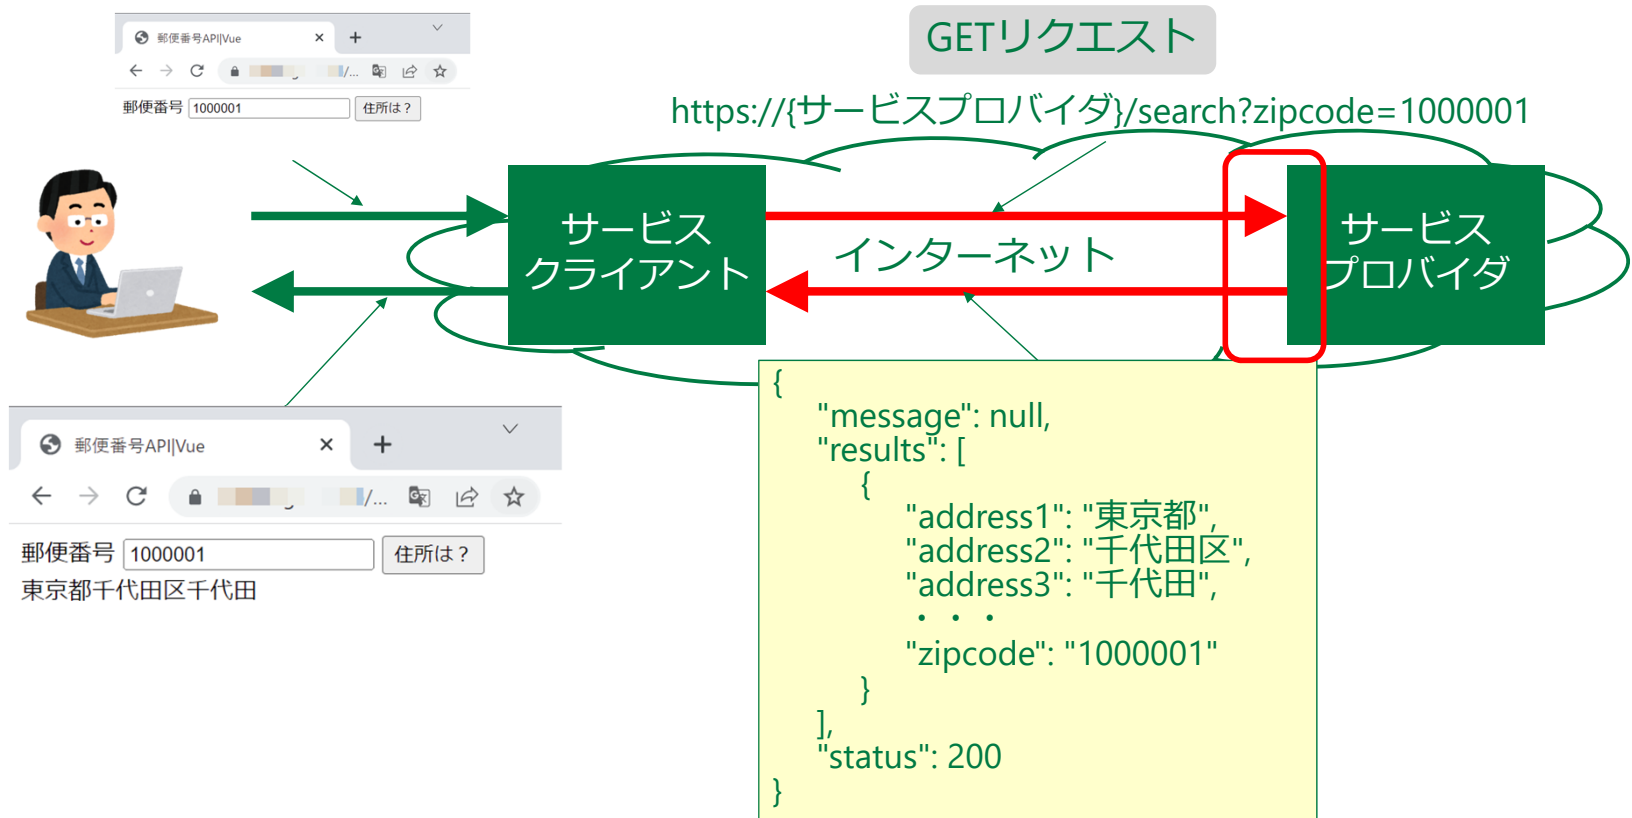 郵便番号API|Vue
郵便番号 1000001 住所は？
GETリクエスト
https://{サービスプロバイダ}/search?zipcode=1000001
サービス
クライアント
インターネット
サービス
プロバイダ
郵便番号API|Vue
/...
郵便番号 1000001 住所は？
東京都千代田区千代田
{
"message": null,
"results": [
{
"address1": "東京都",
"address2": "千代田区",
"address3": "千代田",
・・・
"zipcode": "1000001"
}
],
"status": 200
}